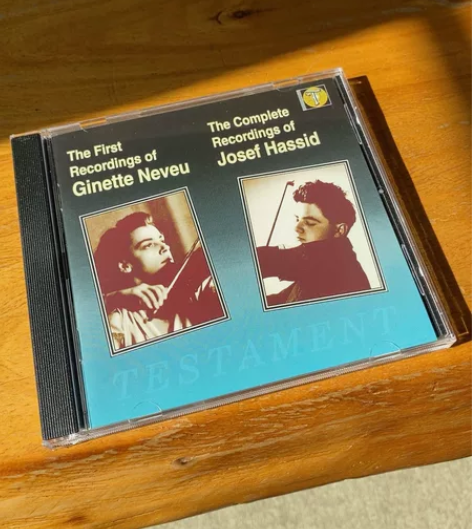 The First
Recordings of
Ginette Neveu
The Complete
Recordings of
Josef Hassid
TESTAMENT